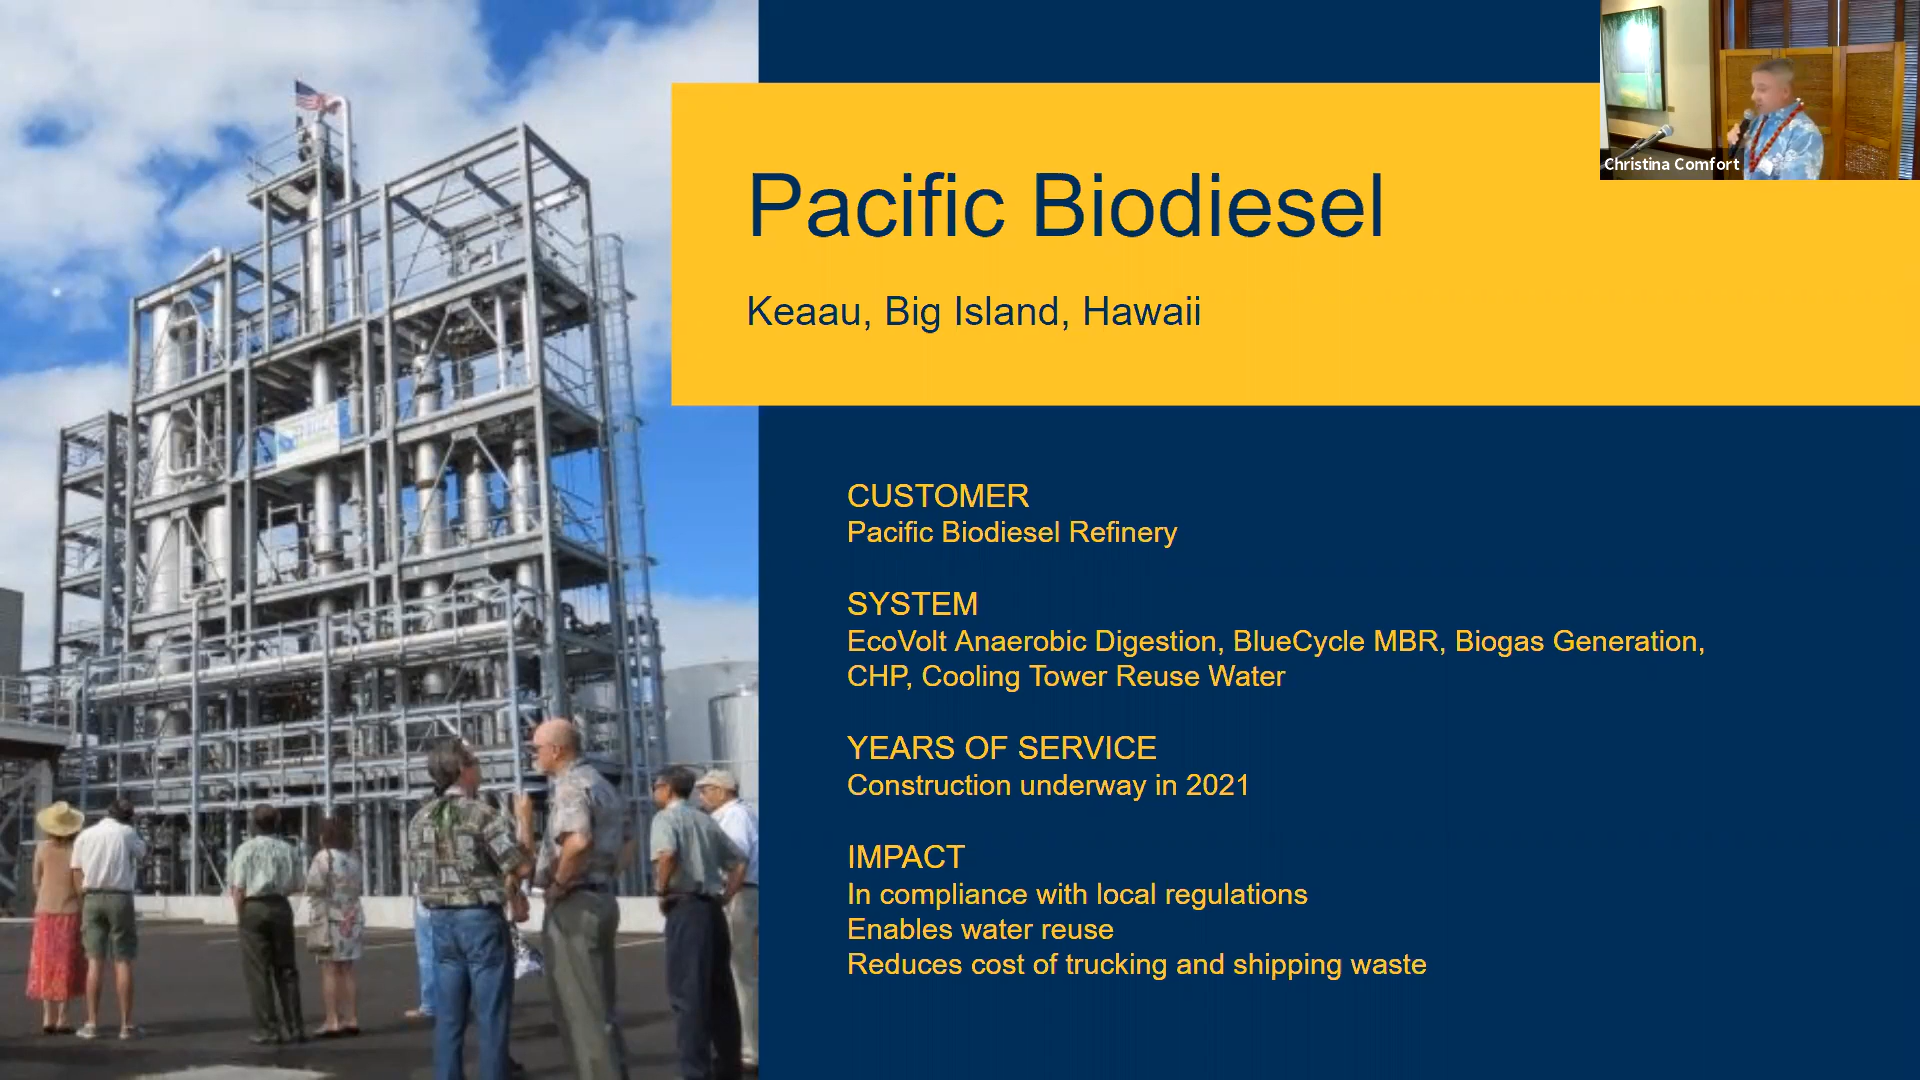 Pacific Biodiesel
Keaau, Big Island, Hawaii
Christina Comfort
CUSTOMER
Pacific Biodiesel Refinery
SYSTEM
EcoVolt Anaerobic Digestion, BlueCycle MBR, Biogas Generation,
CHP, Cooling Tower Reuse Water
YEARS OF SERVICE
Construction underway in 2021
IMPACT
In compliance with local regulations
Enables water reuse
Reduces cost of trucking and shipping waste